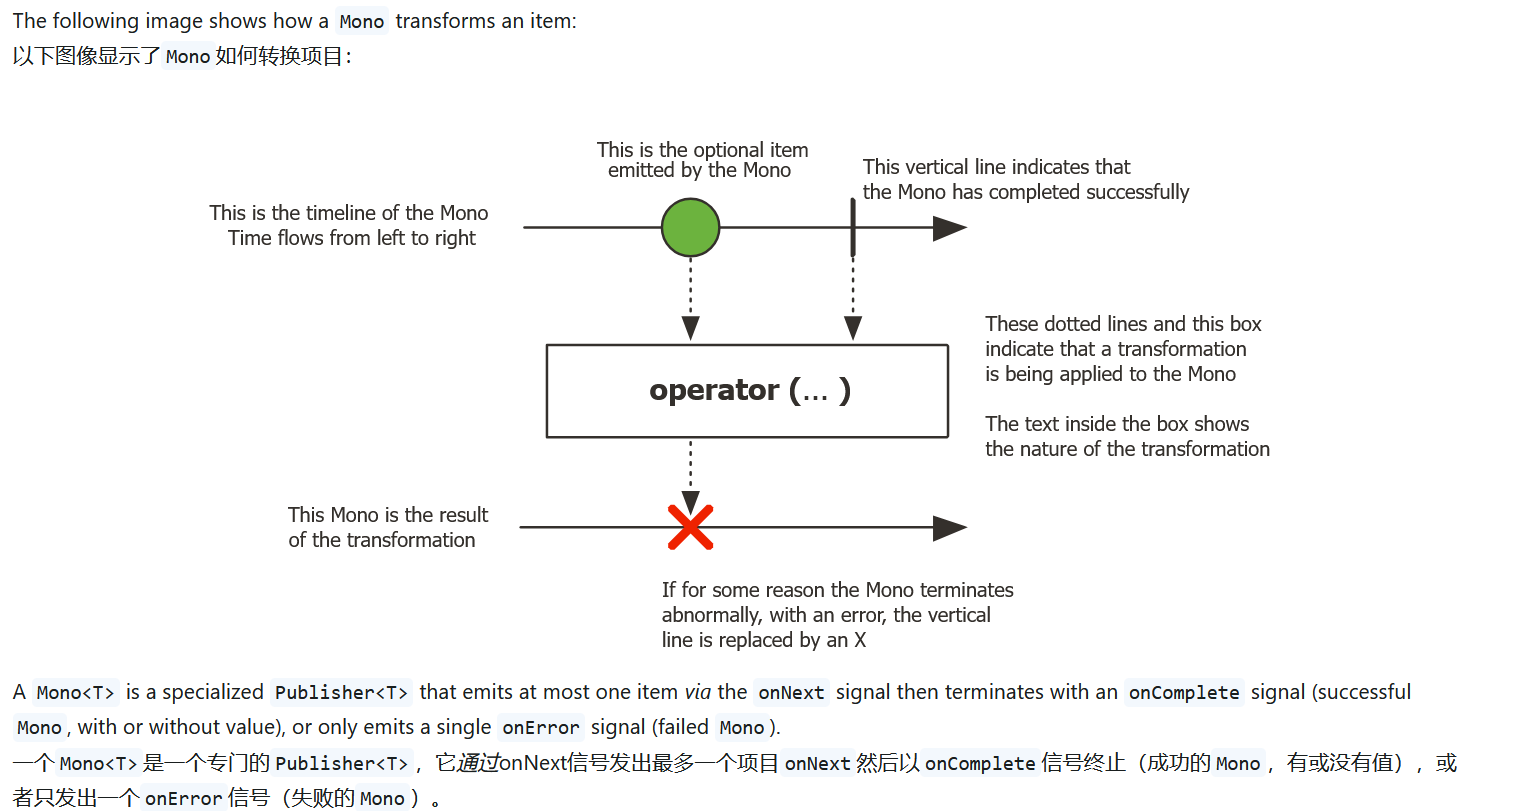 The following image shows how a Mono transforms an item:
以下图像显示了 Mono 如何转换项目：
This is the optional item
emitted by the Mono
This vertical line indicates that
the Mono has completed successfully
This is the timeline of the Mono
Time flows from left to right
These dotted lines and this box
indicate that a transformation
is being applied to the Mono
operator (... )
The text inside the box shows
the nature of the transformation
This Mono is the result
of the transformation
If for some reason the Mono terminates
abnormally, with an error, the vertical
line is replaced by an X
A Mono<T> is a specialized Publisher<T> that emits at most one item via the onNext signal then terminates with an onComplete signal (successful
Mono, with or without value), or only emits a single onError signal (failed Mono).
一个 Mono<T> 是一个专门的 Publisher<T>，它通过onNext信号发出最多一个项目 onNext 然后以 onComplete 信号终止（成功的 Mono，有或没有值），或
者只发出一个 onError 信号（失败的 Mono）。